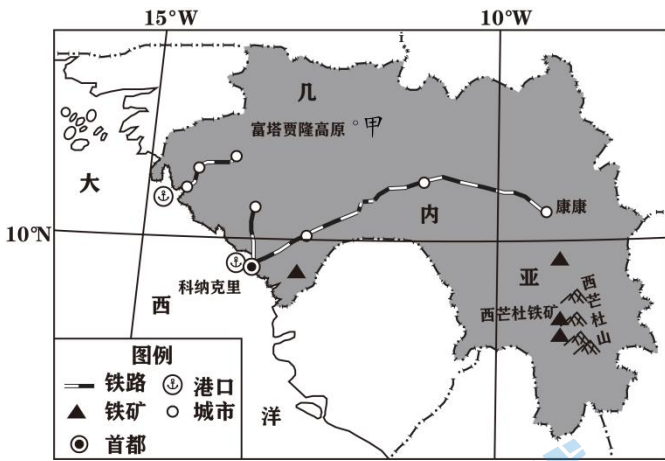 15°W
10°W
几
富塔贾隆高原 甲
大
康康
内
10°N
亚
西芒杜山
科纳克里
西芒杜铁矿
西
图例
铁路 港口
铁矿 城市
首都
洋